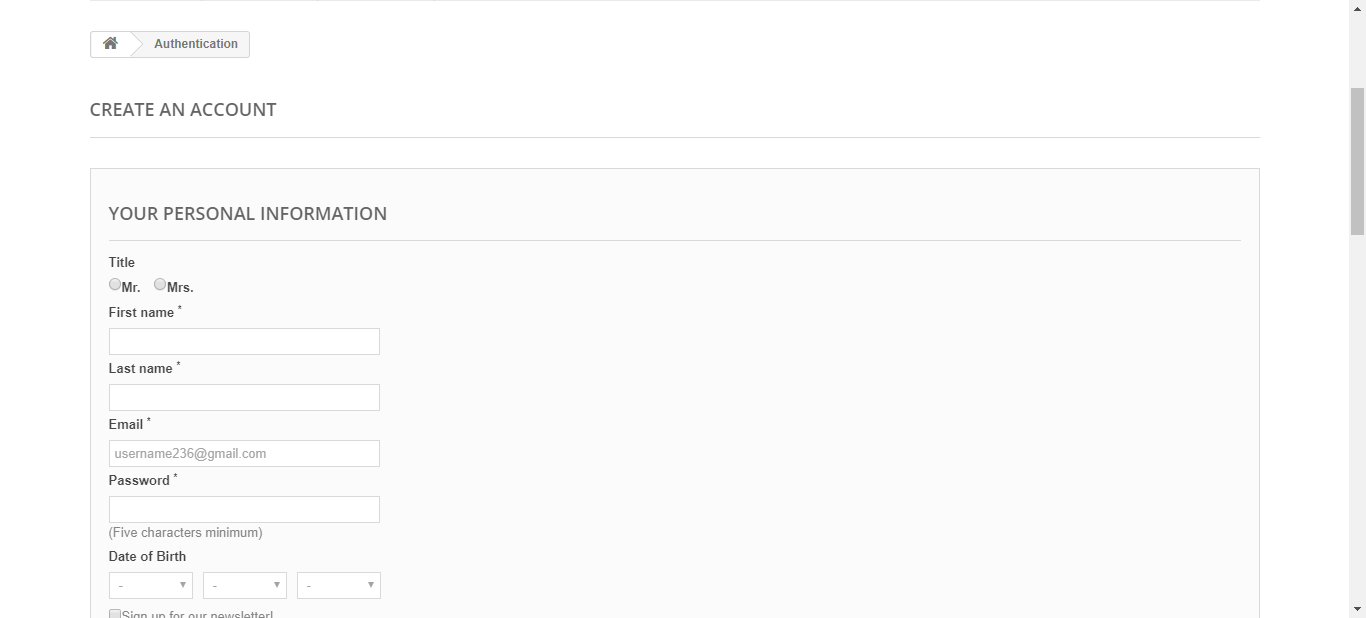 Authentication
CREATE AN ACCOUNT
YOUR PERSONAL INFORMATION
Title
Mr. Mrs.
First name *
Last name *
Email *
username236@gmail.com
Password *
(Five characters minimum)
Date of Birth
- - -
Sign up for our newsletter!